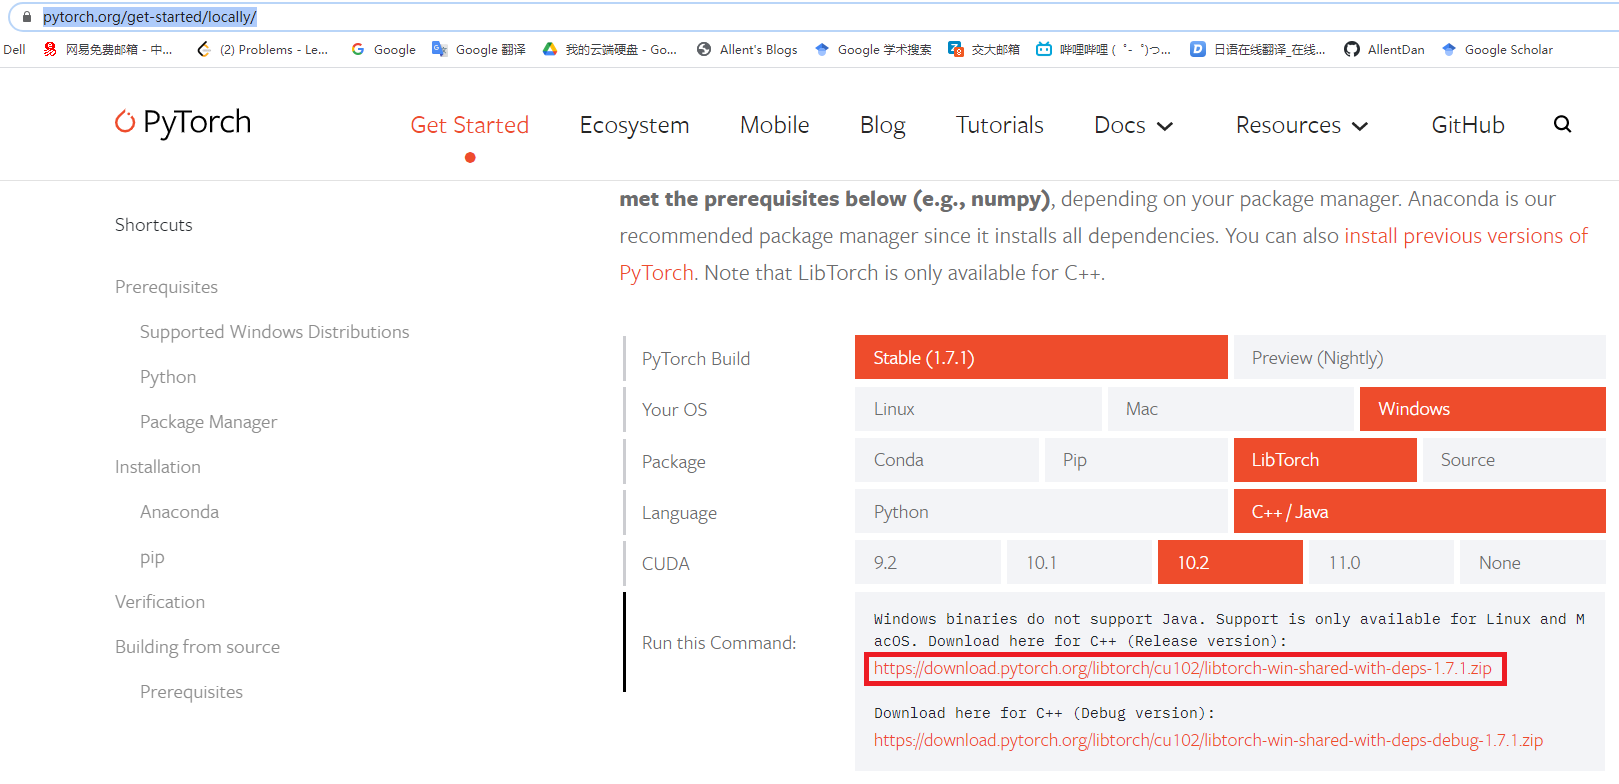 pytorch.org/get-started/locally/
Dell 网易免费邮箱 - 中... (2) Problems - Le... Google Google 翻译 我的云端硬盘 - Go... Allent's Blogs Google 学术搜索 交大邮箱 哔哩哔哩 ( ゜- ゜)つ... 日语在线翻译_在线... AllentDan Google Scholar
PyTorch
Get Started Ecosystem Mobile Blog Tutorials Docs Resources GitHub
Shortcuts
Prerequisites
Supported Windows Distributions
Python
Package Manager
Installation
Anaconda
pip
Verification
Building from source
Prerequisites
met the prerequisites below (e.g., numpy), depending on your package manager. Anaconda is our
recommended package manager since it installs all dependencies. You can also install previous versions of
PyTorch. Note that LibTorch is only available for C++.
PyTorch Build Stable (1.7.1) Preview (Nightly)
Your OS Linux Mac Windows
Package Conda Pip LibTorch Source
Language Python C++ / Java
CUDA 9.2 10.1 10.2 11.0 None
Run this Command:
Windows binaries do not support Java. Support is only available for Linux and M
acOS. Download here for C++ (Release version):
https://download.pytorch.org/libtorch/cu102/libtorch-win-shared-with-deps-1.7.1.zip
Download here for C++ (Debug version):
https://download.pytorch.org/libtorch/cu102/libtorch-win-shared-with-deps-debug-1.7.1.zip